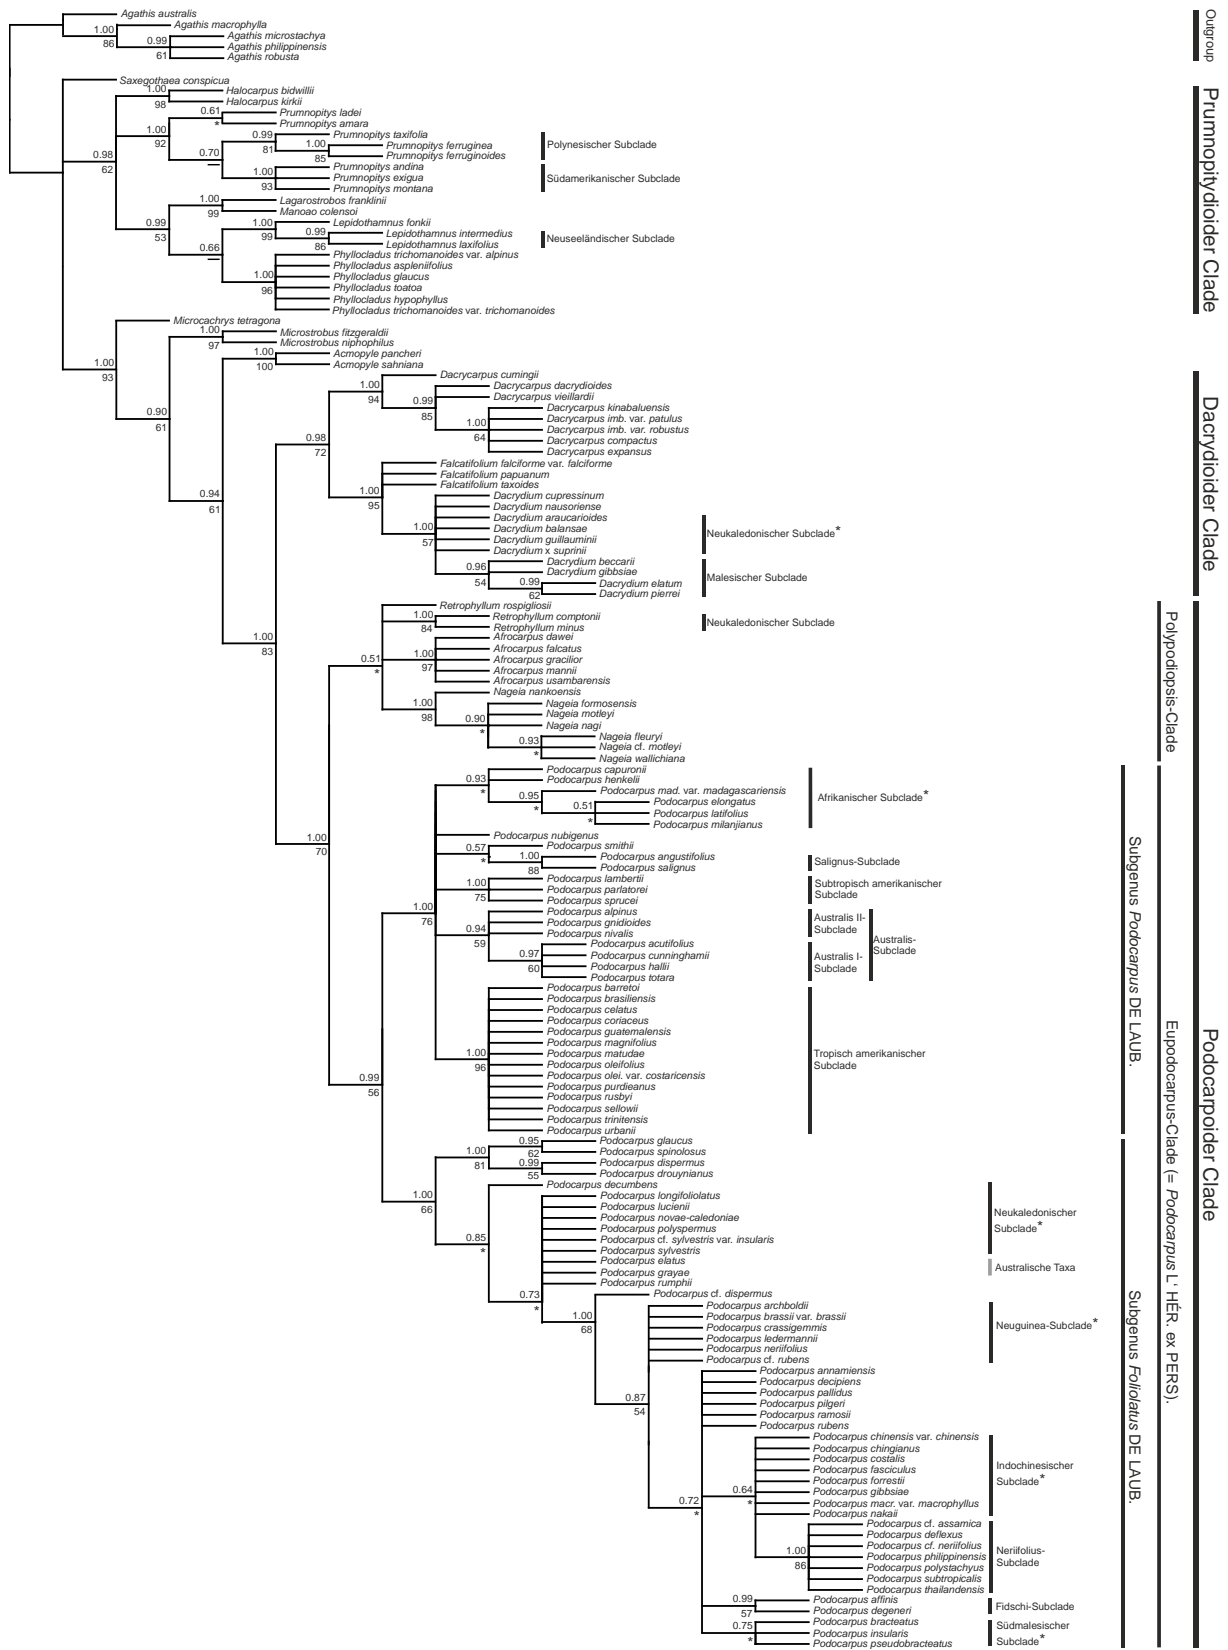 Agathis australis
Agathis macrophylla
1.00
86
Agathis microstachya
0.99
Agathis philippinensis
61
Agathis robusta
Outgroup
Saxegothaea conspicua
1.00
Halocarpus bidwillii
98
Halocarpus kirkii
0.61
Prumnopitys ladei
*
Prumnopitys amara
1.00
92
0.99
Prumnopitys taxifolia
81
1.00
Prumnopitys ferruginea
85
Prumnopitys ferruginoides
Polynesischer Subclade
0.70
0.98
62
Prumnopitys andina
1.00
Prumnopitys exigua
93
Prumnopitys montana
Südamerikanischer Subclade
1.00
Lagarostrobos franklinii
99
Manoao colensoi
0.99
53
1.00
Lepidothamnus fonkii
99
0.99
Lepidothamnus intermedius
86
Lepidothamnus laxifolius
Neuseeländischer Subclade
0.66
Phyllocladus trichomanoides var. alpinus
Phyllocladus aspleniifolius
1.00
Phyllocladus glaucus
96
Phyllocladus toatoa
Phyllocladus hypophyllus
Phyllocladus trichomanoides var. trichomanoides
Prumnopitydioider Clade
Microcachrys tetragona
1.00
Microstrobus fitzgeraldii
97
Microstrobus niphophilus
1.00
Acmopyle pancheri
100
Acmopyle sahniana
1.00
93
0.90
61
Dacrycarpus cumingii
1.00
94
Dacrycarpus dacrydioides
0.99
85
Dacrycarpus vieillardii
Dacrycarpus kinabaluensis
Dacrycarpus imb. var. patulus
1.00
64
Dacrycarpus imb. var. robustus
Dacrycarpus compactus
Dacrycarpus expansus
0.98
72
Falcatifolium falciforme var. falciforme
Falcatifolium papuanum
Falcatifolium taxoides
1.00
95
0.94
61
Dacrydium cupressinum
Dacrydium nausoriense
Dacrydium araucarioides
1.00
57
Dacrydium balansae
Dacrydium guillauminii
Dacrydium x suprinii
Neukaledonischer Subclade*
0.96
54
Dacrydium beccarii
Dacrydium gibbsiae
0.99
62
Dacrydium elatum
Dacrydium pierrei
Malesischer Subclade
Dacrydioider Clade
Retrophyllum rospigliosii
1.00
84
Retrophyllum comptonii
Retrophyllum minus
Neukaledonischer Subclade
1.00
83
0.51
*
Afrocarpus dawei
Afrocarpus falcatus
1.00
97
Afrocarpus gracilior
Afrocarpus mannii
Afrocarpus usambarensis
Nageia nankoensis
1.00
98
Nageia formosensis
Nageia motleyi
0.90
*
Nageia nagi
0.93
*
Nageia fleuryi
Nageia cf. motleyi
Nageia wallichiana
Polypodiopsis-Clade
Podocarpus capuronii
0.93
*
Podocarpus henkelii
0.95
*
Podocarpus mad. var. madagascariensis
0.51
*
Podocarpus elongatus
Podocarpus latifolius
Podocarpus milanjianus
Afrikanischer Subclade*
1.00
70
Podocarpus nubigenus
0.57
*
Podocarpus smithii
1.00
88
Podocarpus angustifolius
Podocarpus salignus
Salignus-Subclade
1.00
75
Podocarpus lambertii
Podocarpus parlatorei
Podocarpus sprucei
Subtropisch amerikanischer
Subclade
1.00
76
Podocarpus alpinus
0.94
59
Podocarpus gnidioides
Podocarpus nivalis
Australis II-
Subclade
0.97
60
Podocarpus acutifolius
Podocarpus cunninghamii
Podocarpus hallii
Podocarpus totara
Australis I-
Subclade
Australis-
Subclade
Podocarpus barretoi
Podocarpus brasiliensis
Podocarpus celatus
Podocarpus coriaceus
Podocarpus guatemalensis
Podocarpus magnifolius
1.00
96
Podocarpus matudae
Podocarpus oleifolius
Podocarpus olei. var. costaricensis
Podocarpus purdieanus
Podocarpus rusbyi
Podocarpus sellowii
Podocarpus trinitensis
Podocarpus urbanii
Tropisch amerikanischer
Subclade
Subgenus Podocarpus DE LAUB.
0.99
56
0.95
62
Podocarpus glaucus
Podocarpus spinolosus
1.00
81
0.99
55
Podocarpus dispermus
Podocarpus drouynianus
1.00
66
Podocarpus decumbens
0.85
*
Podocarpus longifoliolatus
Podocarpus lucienii
Podocarpus novae-caledoniae
Podocarpus polyspermus
Podocarpus cf. sylvestris var. insularis
Podocarpus sylvestris
Neukaledonischer
Subclade*
Podocarpus elatus
Podocarpus grayae
Australische Taxa
Podocarpus rumphii
0.73
*
Podocarpus cf. dispermus
1.00
68
Podocarpus archboldii
Podocarpus brassii var. brassii
Podocarpus crassigemmis
Podocarpus ledermannii
Podocarpus neriifolius
Podocarpus cf. rubens
Neuguinea-Subclade*
0.87
54
Podocarpus annamiensis
Podocarpus decipiens
Podocarpus pallidus
Podocarpus pilgeri
Podocarpus ramosii
Podocarpus rubens
0.72
*
Podocarpus chinensis var. chinensis
Podocarpus chingianus
Podocarpus costalis
Podocarpus fasciculus
Podocarpus forrestii
0.64
*
Podocarpus gibbsiae
Podocarpus macr. var. macrophyllus
Podocarpus nakaii
Indochinesischer
Subclade*
Podocarpus cf. assamica
Podocarpus deflexus
Podocarpus cf. neriifolius
1.00
86
Podocarpus philippinensis
Podocarpus polystachyus
Podocarpus subtropicalis
Podocarpus thailandensis
Neriifolius-
Subclade
0.99
57
Podocarpus affinis
Podocarpus degeneri
Fidschi-Subclade
0.75
*
Podocarpus bracteatus
Podocarpus insularis
Podocarpus pseudobracteatus
Südmalesischer
Subclade*
Subgenus Foliolatus DE LAUB.
Eupodocarpus-Clade (= Podocarpus L' HÉR. ex PERS).
Podocarpoider Clade